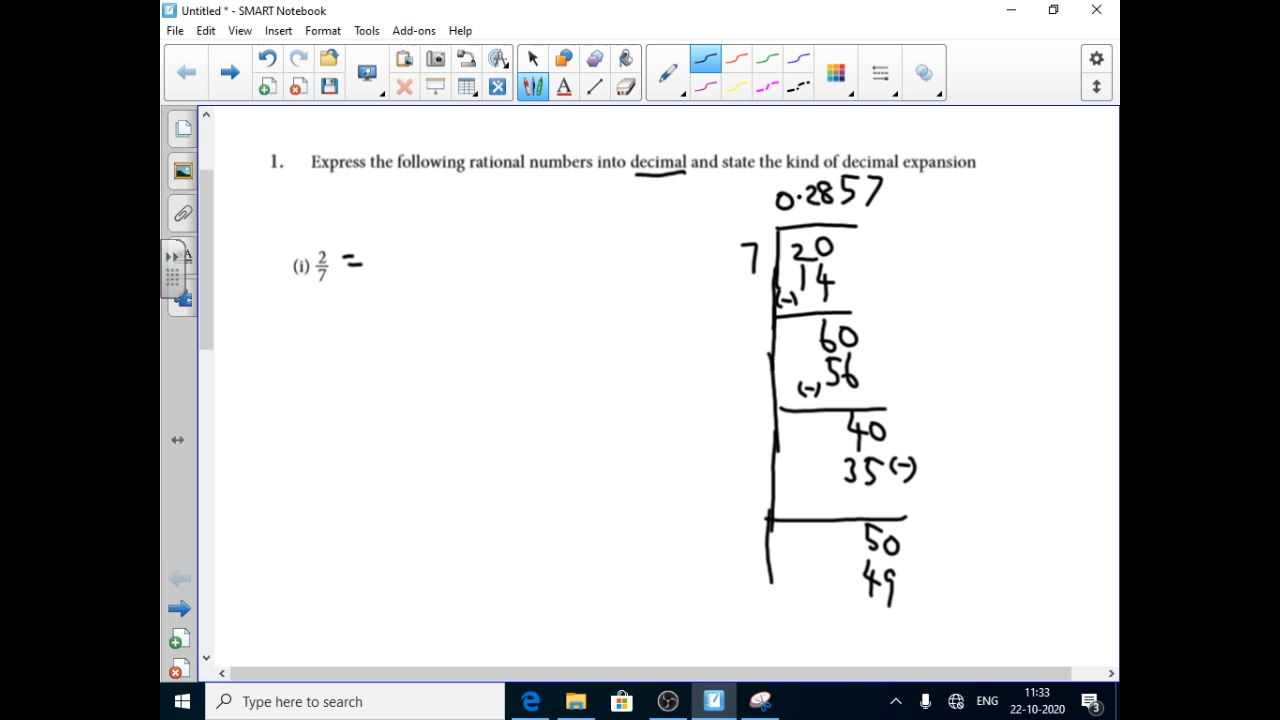 Untitled * - SMART Notebook
File Edit View Insert Format Tools Add-ons Help
1. Express the following rational numbers into decimal and state the kind of decimal expansion
0.2857
(i) 2/7 =
7 20
14
(-)
60
56
(-)
40
35 (-)
50
49
Type here to search
ENG
11:33
22-10-2020
3